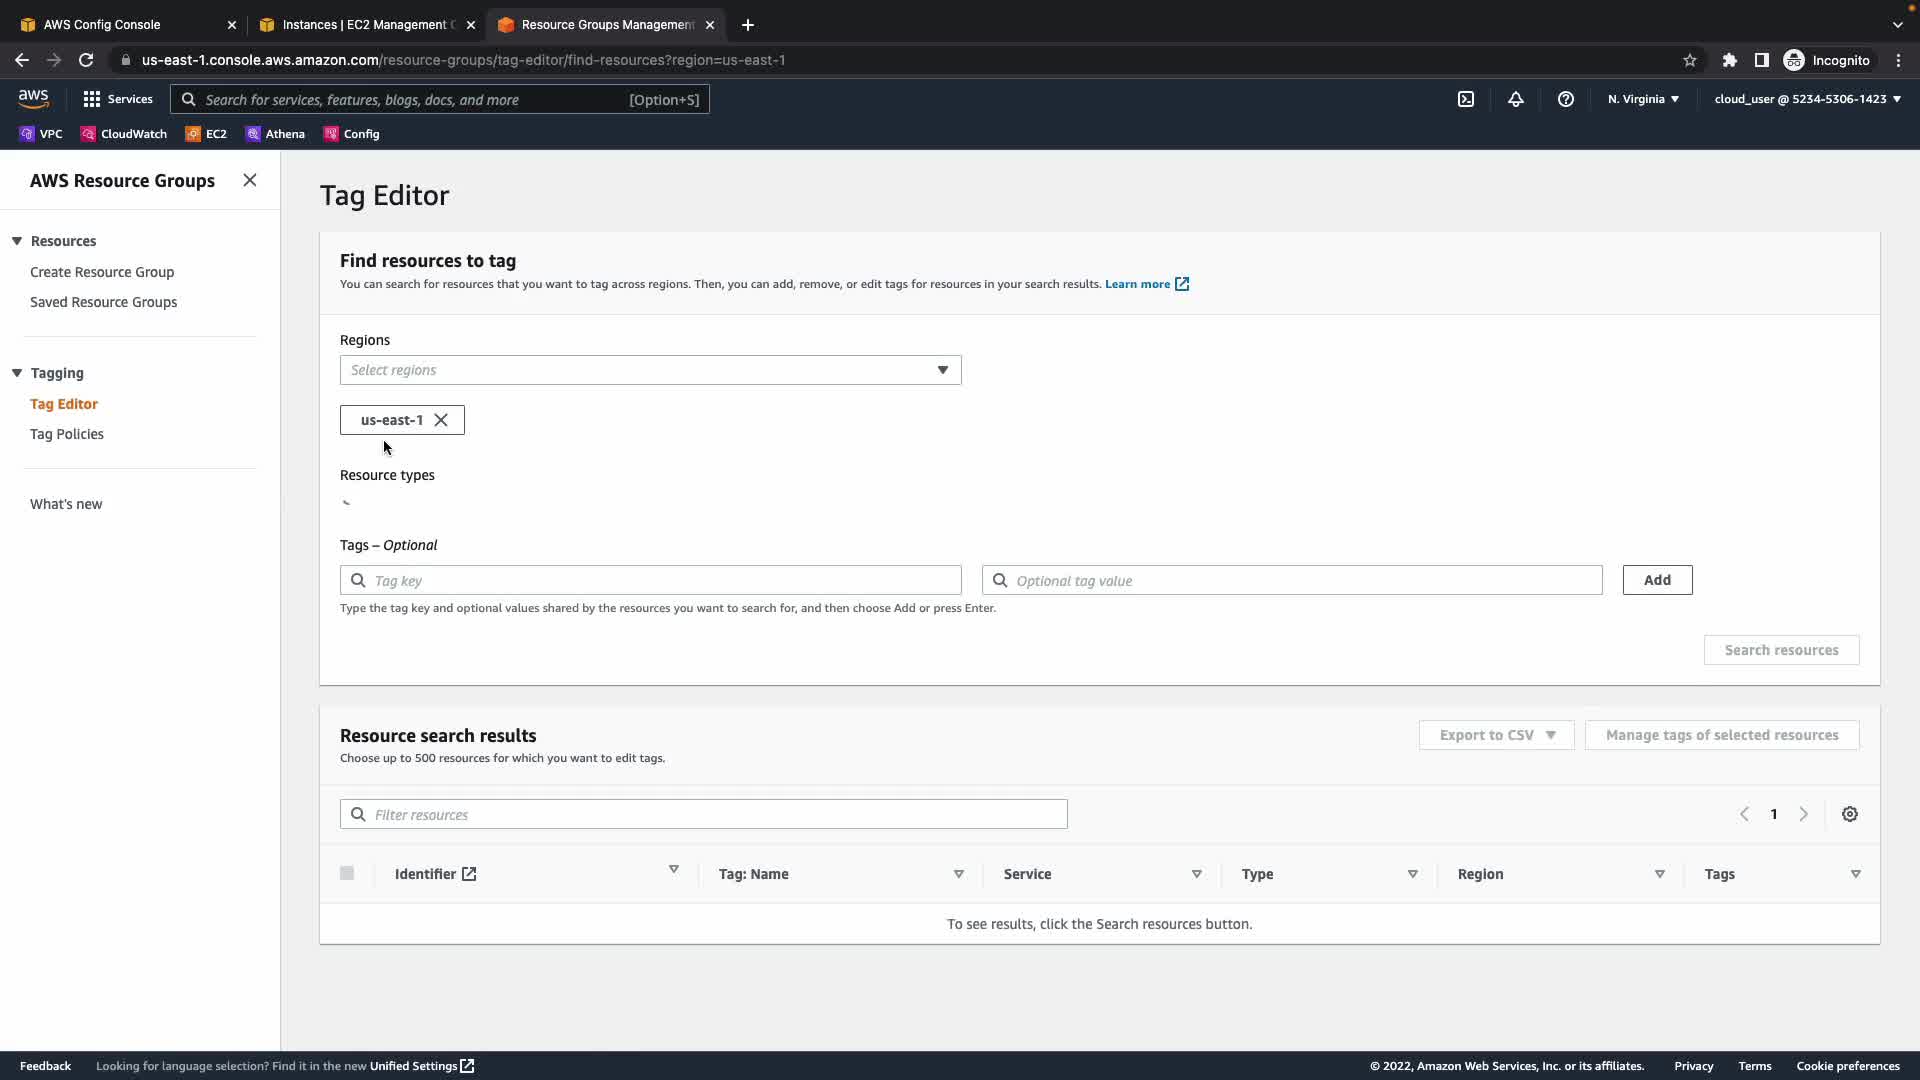 AWS Config Console
Instances | EC2 Management C
Resource Groups Management
us-east-1.console.aws.amazon.com/resource-groups/tag-editor/find-resources?region=us-east-1
Incognito
aws
Services
Search for services, features, blogs, docs, and more
[Option+S]
N. Virginia
cloud_user @ 5234-5306-1423
VPC
CloudWatch
EC2
Athena
Config
AWS Resource Groups
Resources
Create Resource Group
Saved Resource Groups
Tagging
Tag Editor
Tag Policies
What's new
Tag Editor
Find resources to tag
You can search for resources that you want to tag across regions. Then, you can add, remove, or edit tags for resources in your search results. Learn more
Regions
Select regions
us-east-1
Resource types
Tags – Optional
Tag key
Optional tag value
Add
Type the tag key and optional values shared by the resources you want to search for, and then choose Add or press Enter.
Search resources
Resource search results
Choose up to 500 resources for which you want to edit tags.
Export to CSV
Manage tags of selected resources
Filter resources
1
Identifier
Tag: Name
Service
Type
Region
Tags
To see results, click the Search resources button.
Feedback
Looking for language selection? Find it in the new Unified Settings
© 2022, Amazon Web Services, Inc. or its affiliates.
Privacy
Terms
Cookie preferences